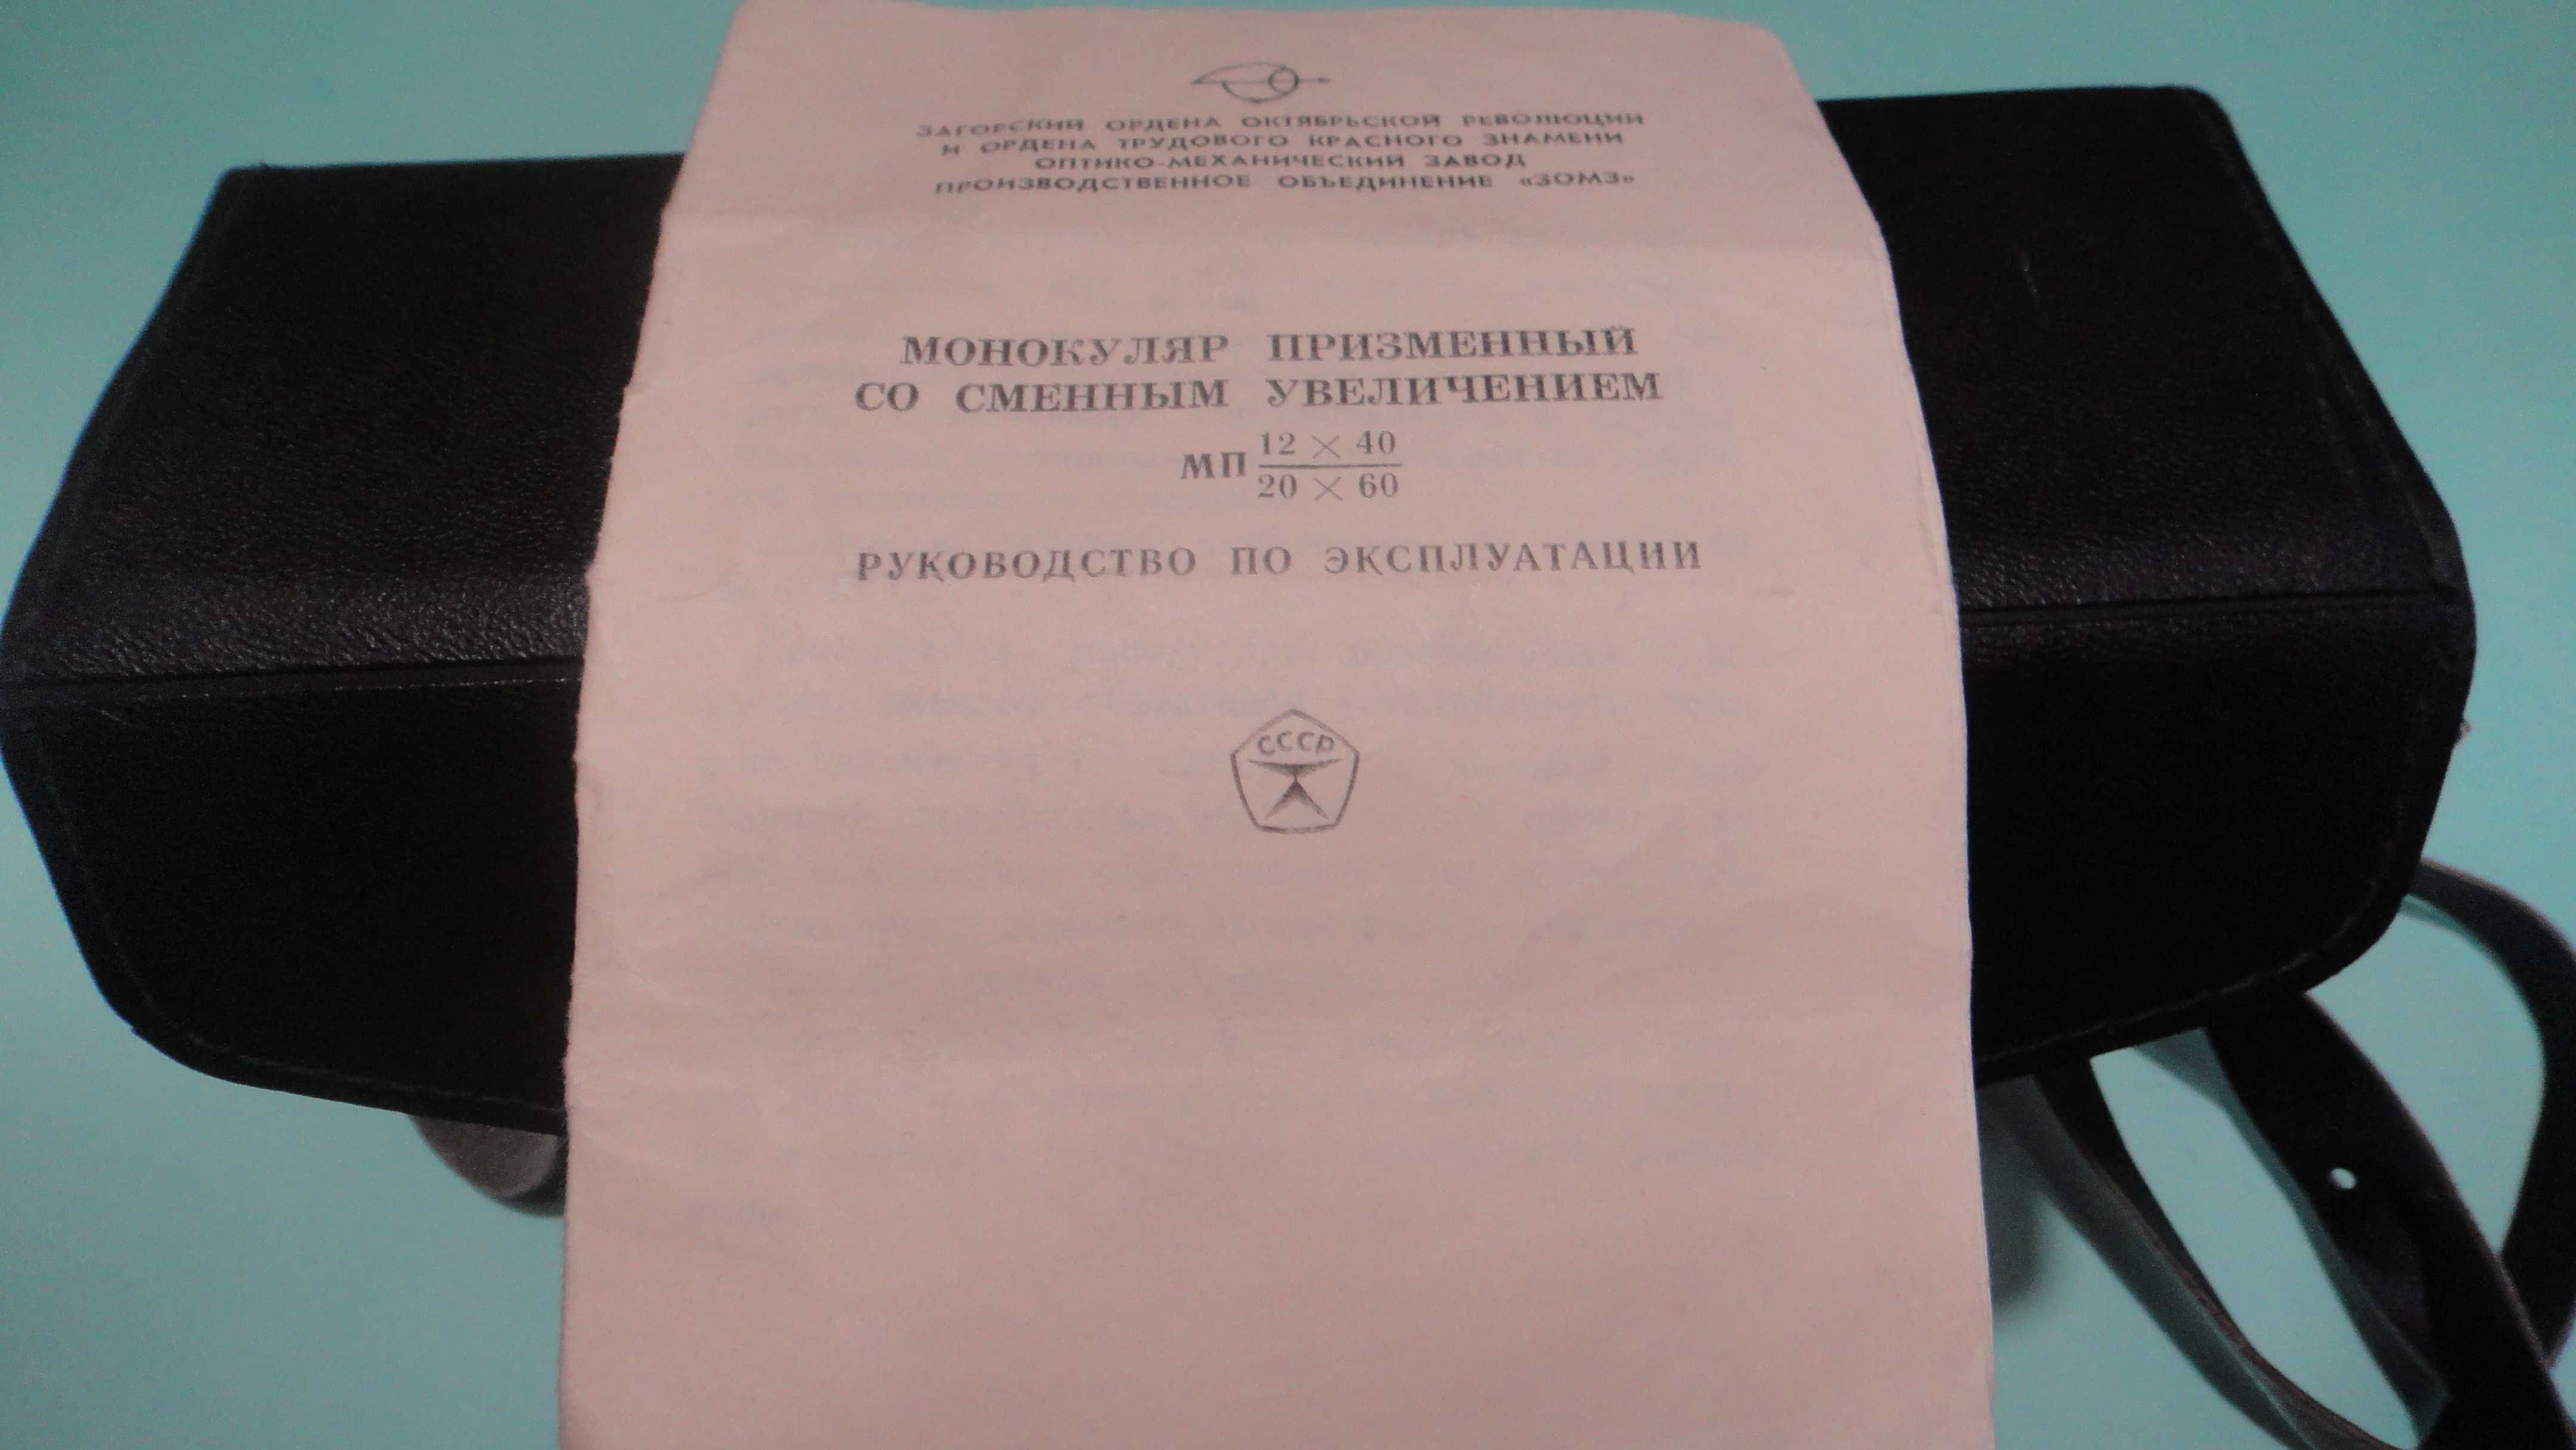 ЗАГОРСКИЙ ОРДЕНА ОКТЯБРЬСКОЙ РЕВОЛЮЦИИ
И ОРДЕНА ТРУДОВОГО КРАСНОГО ЗНАМЕНИ
ОПТИКО-МЕХАНИЧЕСКИЙ ЗАВОД
ПРОИЗВОДСТВЕННОЕ ОБЪЕДИНЕНИЕ «ЗОМЗ»
МОНОКУЛЯР ПРИЗМЕННЫЙ
СО СМЕННЫМ УВЕЛИЧЕНИЕМ
МП 12 × 40
20 × 60
РУКОВОДСТВО ПО ЭКСПЛУАТАЦИИ
СССР